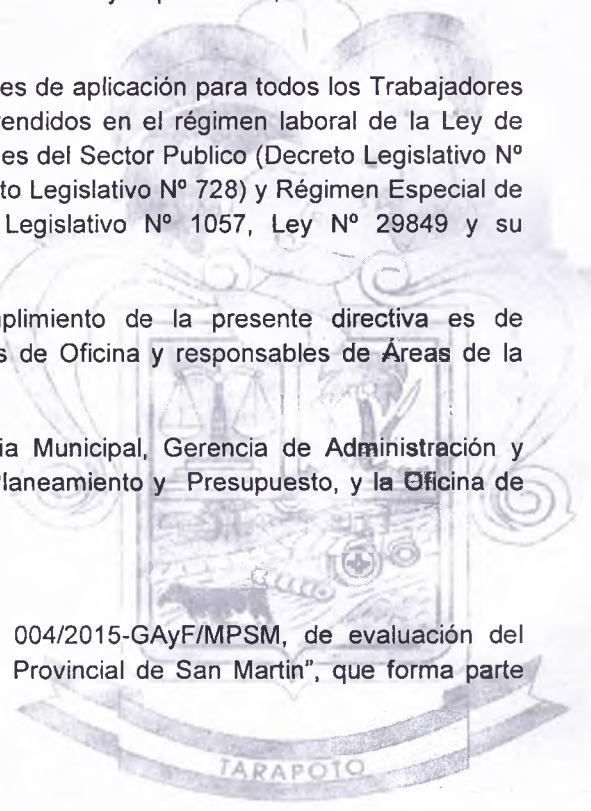 es de aplicación para todos los Trabajadores
endidos en el régimen laboral de la Ley de
es del Sector Publico (Decreto Legislativo Nº
to Legislativo Nº 728) y Régimen Especial de
Legislativo Nº 1057, Ley Nº 29849 y su
plimiento de la presente directiva es de
s de Oficina y responsables de Áreas de la
ia Municipal, Gerencia de Administración y
Planeamiento y Presupuesto, y la Oficina de
004/2015-GAyF/MPSM, de evaluación del
Provincial de San Martin", que forma parte
TARAPOTO